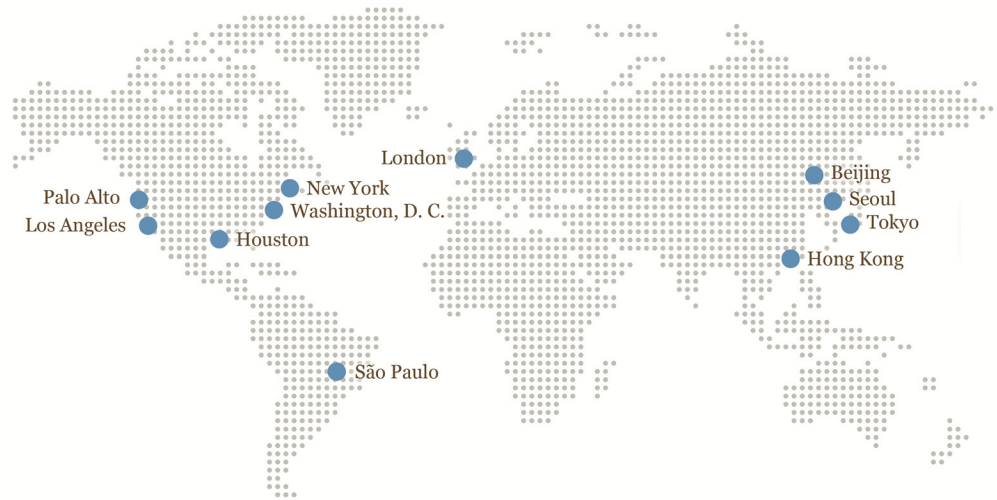 London
Beijing
Palo Alto
New York
Seoul
Washington, D. C.
Los Angeles
Tokyo
Houston
Hong Kong
São Paulo